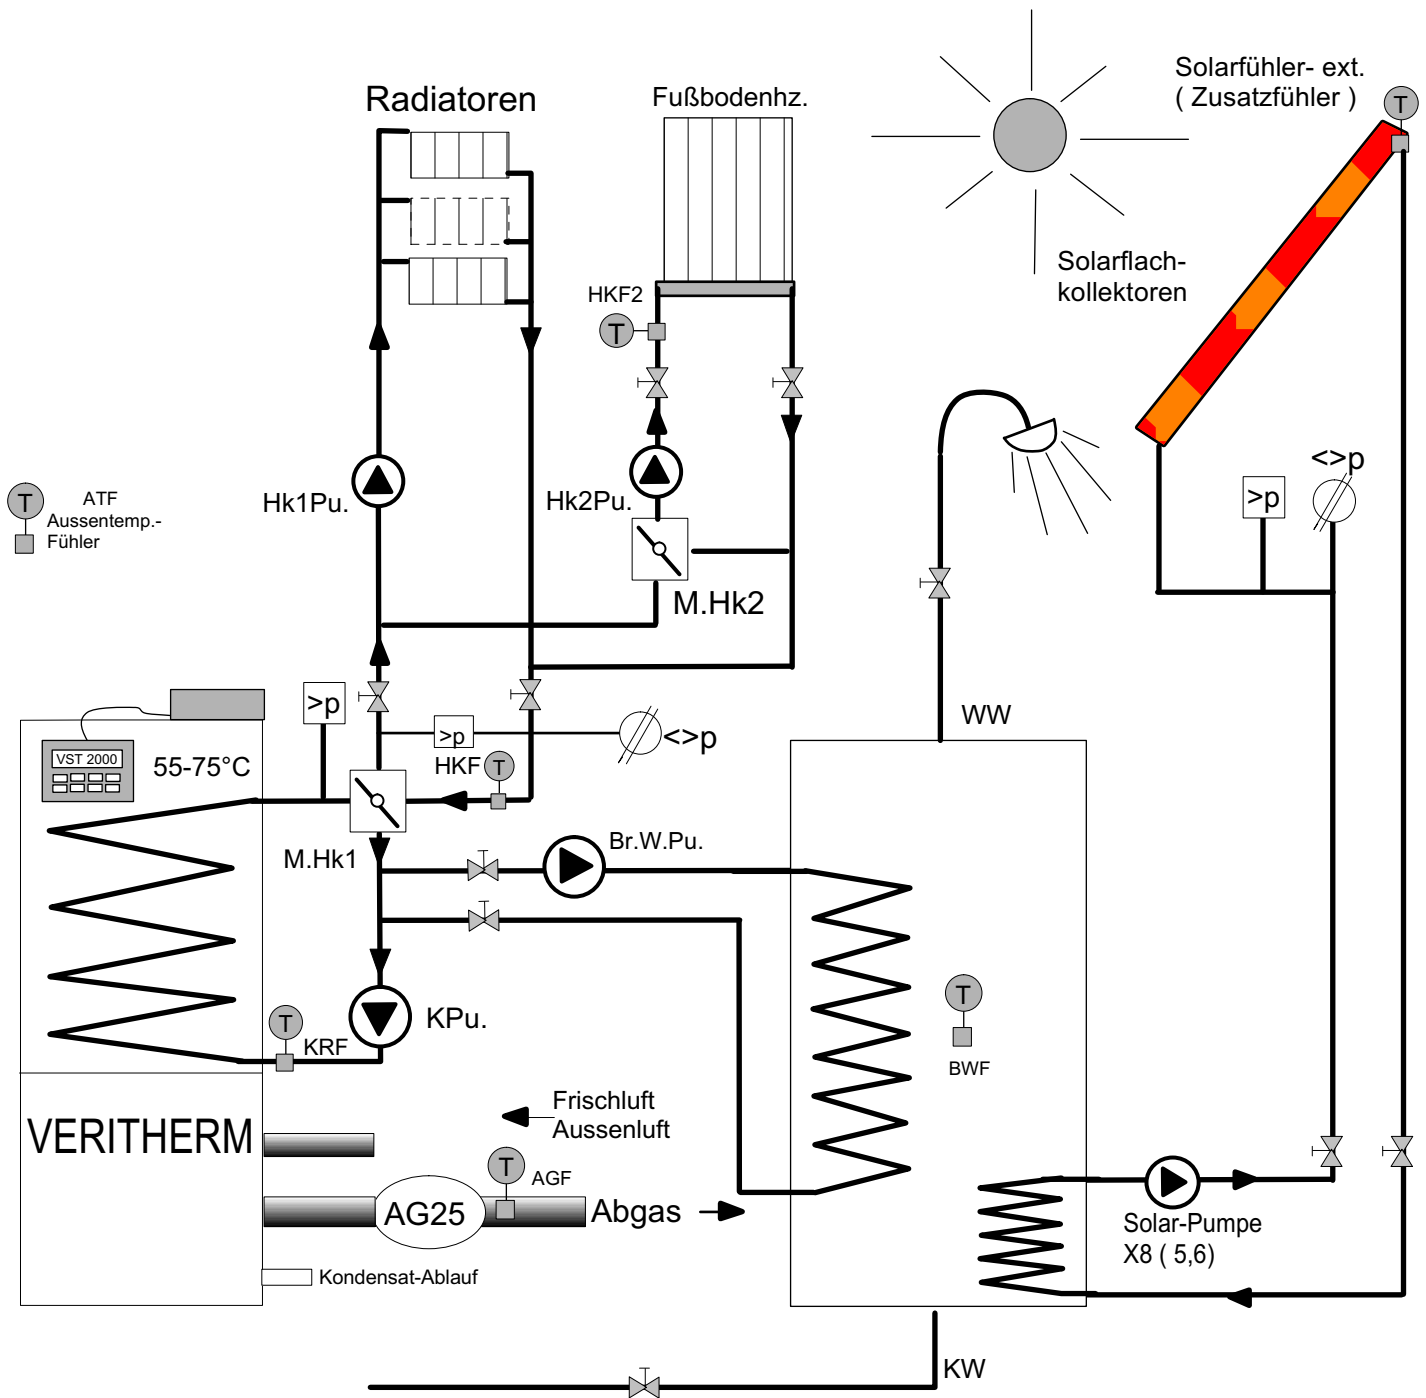 Radiatoren
Fußbodenhz.
Solarfühler- ext.
( Zusatzfühler )
T
Solarflach-
kollektoren
HKF2
T
<>p
>p
T
ATF
Aussentemp.-
Fühler
Hk1Pu.
Hk2Pu.
M.Hk2
>p
>p
<>p
WW
VST 2000
55-75°C
HKF
T
M.Hk1
Br.W.Pu.
T
BWF
T
KRF
KPu.
VERITHERM
Frischluft
Aussenluft
T
AGF
AG25
Abgas
Solar-Pumpe
X8 ( 5,6)
Kondensat-Ablauf
KW